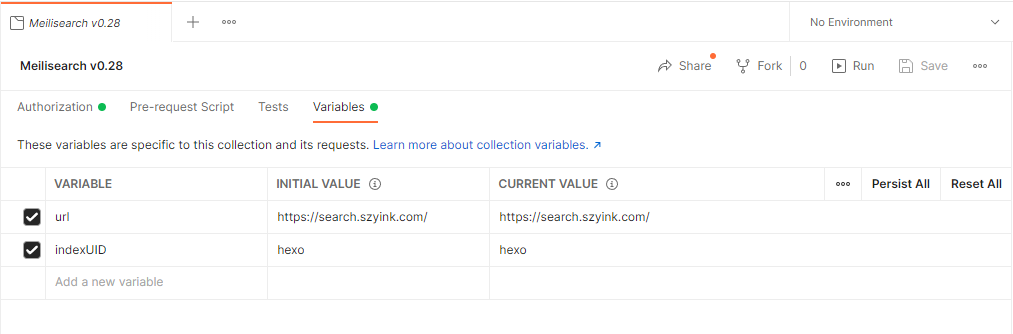 Meilisearch v0.28
No Environment
Meilisearch v0.28 Share Fork 0 Run Save
Authorization Pre-request Script Tests Variables
These variables are specific to this collection and its requests. Learn more about collection variables. ↗
VARIABLE INITIAL VALUE CURRENT VALUE Persist All Reset All
url https://search.szyink.com/ https://search.szyink.com/
indexUID hexo hexo
Add a new variable